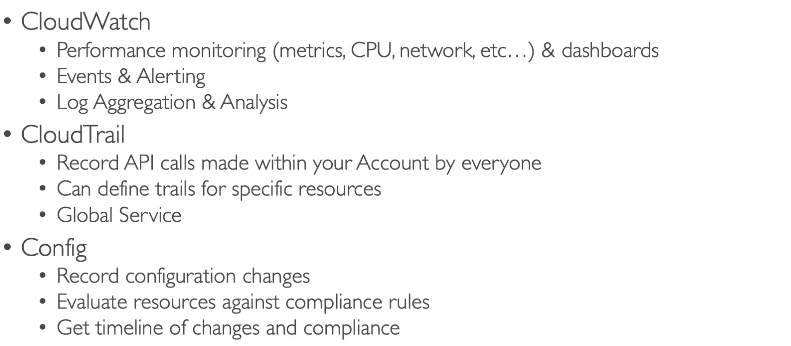 • CloudWatch
• Performance monitoring (metrics, CPU, network, etc…) & dashboards
• Events & Alerting
• Log Aggregation & Analysis
• CloudTrail
• Record API calls made within your Account by everyone
• Can define trails for specific resources
• Global Service
• Config
• Record configuration changes
• Evaluate resources against compliance rules
• Get timeline of changes and compliance